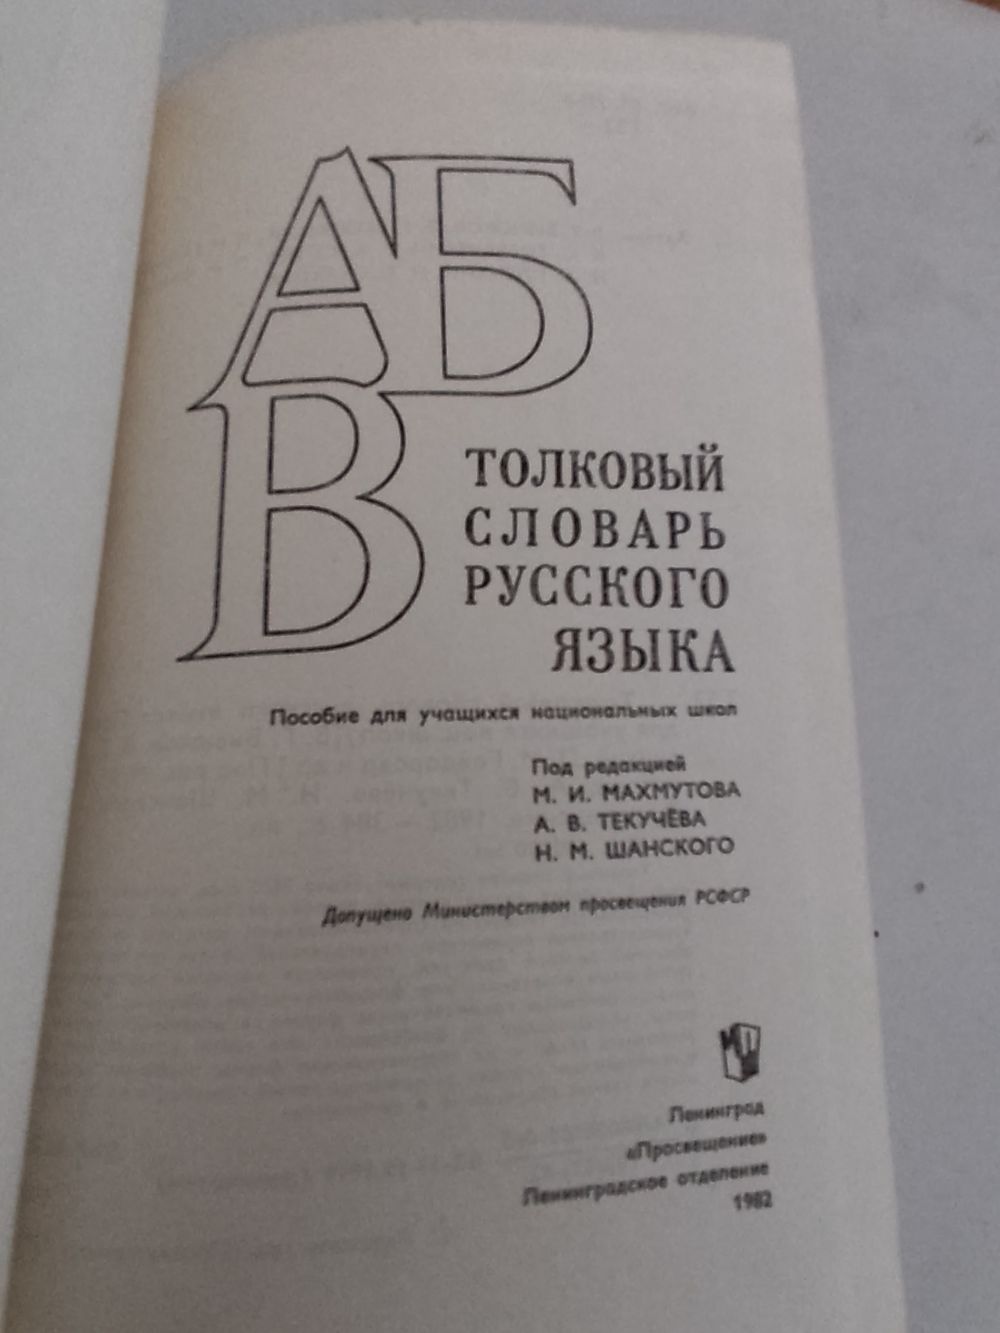 АБ
В
ТОЛКОВЫЙ
СЛОВАРЬ
РУССКОГО
ЯЗЫКА
Пособие для учащихся национальных школ
Под редакцией
М. И. МАХМУТОВА
А. В. ТЕКУЧЁВА
Н. М. ШАНСКОГО
Допущено Министерством просвещения РСФСР
Ленинград
«Просвещение»
Ленинградское отделение
1982